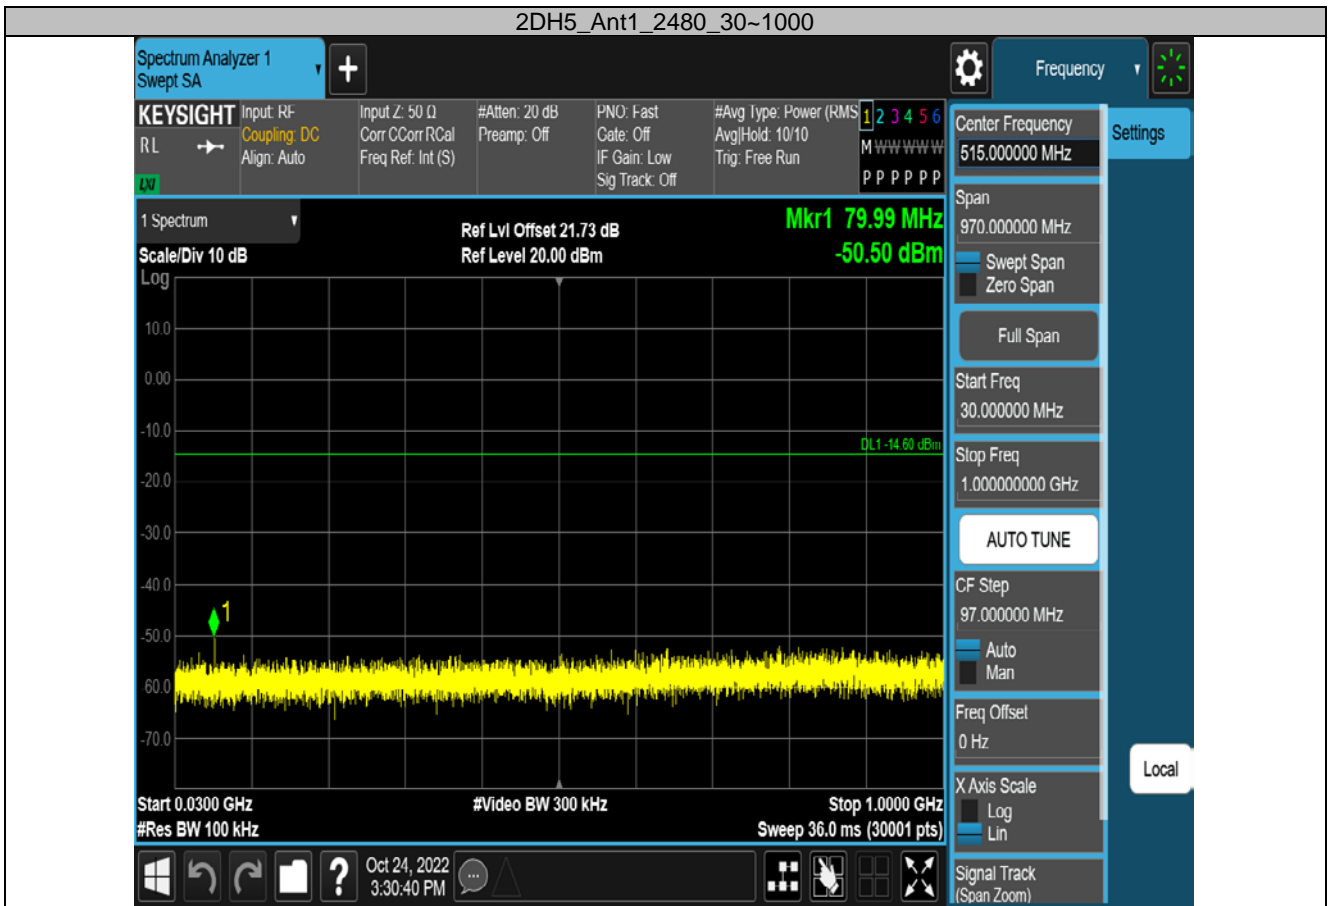 2DH5_Ant1_2480_30~1000
Spectrum Analyzer 1
Swept SA
+
Frequency
KEYSIGHT
RL
LXI
Input: RF
Coupling: DC
Align: Auto
Input Z: 50 Ω
Corr CCorr RCal
Freq Ref: Int (S)
#Atten: 20 dB
Preamp: Off
PNO: Fast
Gate: Off
IF Gain: Low
Sig Track: Off
#Avg Type: Power (RMS
Avg|Hold: 10/10
Trig: Free Run
1 2 3 4 5 6
M W W W W W
P P P P P P
1 Spectrum
Scale/Div 10 dB
Ref Lvl Offset 21.73 dB
Ref Level 20.00 dBm
Mkr1 79.99 MHz
-50.50 dBm
Log
10.0
0.00
-10.0
DL1 -14.60 dBm
-20.0
-30.0
-40.0
1
-50.0
60.0
-70.0
Start 0.0300 GHz
#Video BW 300 kHz
Stop 1.0000 GHz
#Res BW 100 kHz
Sweep 36.0 ms (30001 pts)
Center Frequency
515.000000 MHz
Settings
Span
970.000000 MHz
Swept Span
Zero Span
Full Span
Start Freq
30.000000 MHz
Stop Freq
1.000000000 GHz
AUTO TUNE
CF Step
97.000000 MHz
Auto
Man
Freq Offset
0 Hz
Local
X Axis Scale
Log
Lin
Signal Track
(Span Zoom)
?
Oct 24, 2022
3:30:40 PM